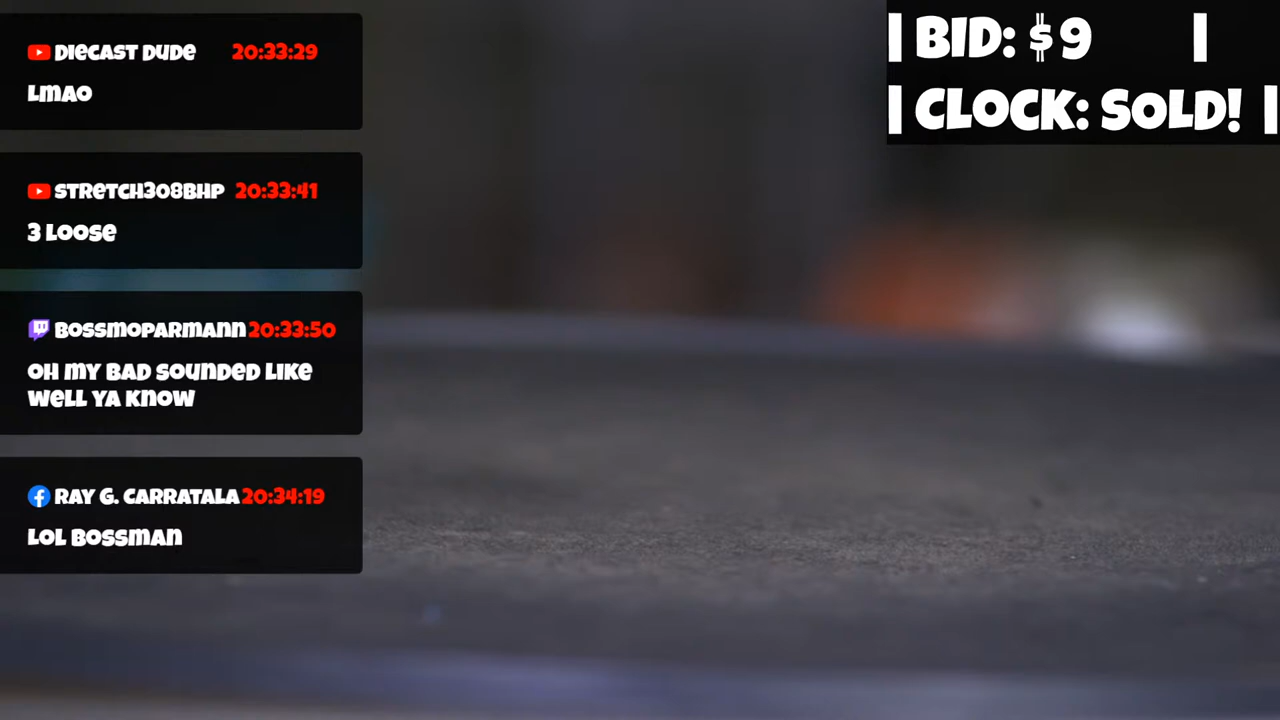 Diecast Dude 20:33:29
Lmao
stretch308bhp 20:33:41
3 Loose
Bossmoparmann 20:33:50
Oh my bad sounded like
well ya know
Ray G. Carratala 20:34:19
Lol Bossman
| BID: $9 |
| CLOCK: SOLD! |